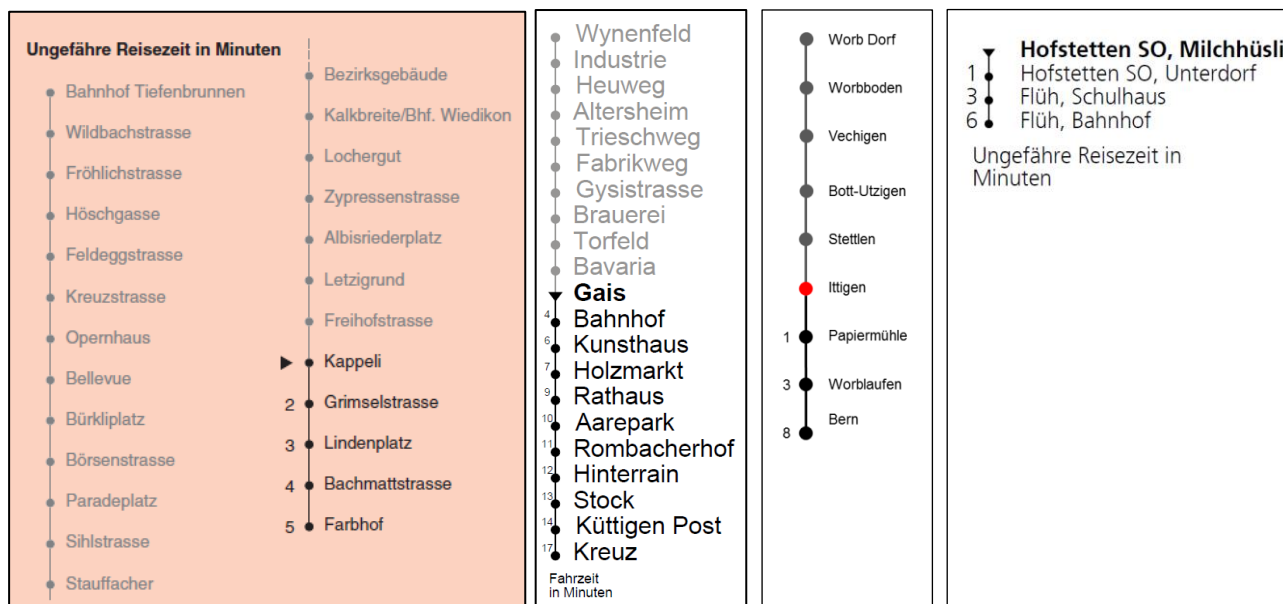 Ungefähre Reisezeit in Minuten
Bahnhof Tiefenbrunnen
Wildbachstrasse
Fröhlichstrasse
Höschgasse
Feldeggstrasse
Kreuzstrasse
Opernhaus
Bellevue
Bürkliplatz
Börsenstrasse
Paradeplatz
Sihlstrasse
Stauffacher
Bezirksgebäude
Kalkbreite/Bhf. Wiedikon
Lochergut
Zypressenstrasse
Albisriederplatz
Letzigrund
Freihofstrasse
Kappeli
2 Grimselstrasse
3 Lindenplatz
4 Bachmattstrasse
5 Farbhof
Wynenfeld
Industrie
Heuweg
Altersheim
Trieschweg
Fabrikweg
Gysistrasse
Brauerei
Torfeld
Bavaria
Gais
4 Bahnhof
6 Kunsthaus
7 Holzmarkt
9 Rathaus
10 Aarepark
11 Rombacherhof
12 Hinterrain
13 Stock
14 Küttigen Post
17 Kreuz
Fahrzeit
in Minuten
Worb Dorf
Worbboden
Vechigen
Bott-Utzigen
Stettlen
Ittigen
1 Papiermühle
3 Worblaufen
8 Bern
Hofstetten SO, Milchhüsli
1 Hofstetten SO, Unterdorf
3 Flüh, Schulhaus
6 Flüh, Bahnhof
Ungefähre Reisezeit in
Minuten